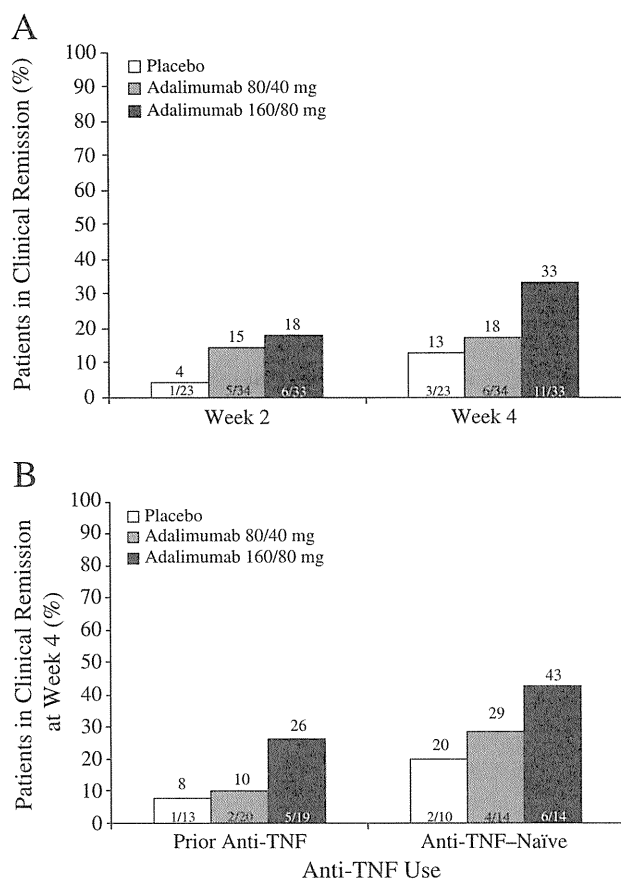 A
Patients in Clinical Remission (%)
100
90
80
70
60
50
40
30
20
10
0
Placebo
Adalimumab 80/40 mg
Adalimumab 160/80 mg
4
15
18
13
18
33
1/23
5/34
6/33
3/23
6/34
11/33
Week 2
Week 4
B
Patients in Clinical Remission
at Week 4 (%)
100
90
80
70
60
50
40
30
20
10
0
Placebo
Adalimumab 80/40 mg
Adalimumab 160/80 mg
8
10
26
20
29
43
1/13
2/20
5/19
2/10
4/14
6/14
Prior Anti-TNF
Anti-TNF–Naïve
Anti-TNF Use